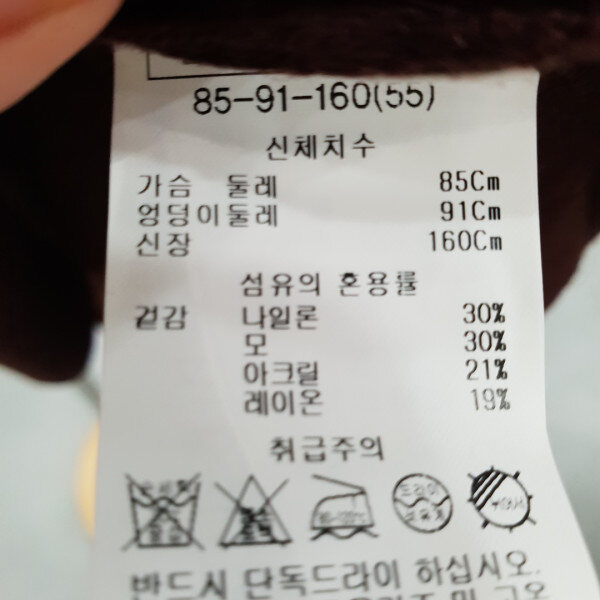 85-91-160(55)
신체치수
가슴 둘레 85Cm
엉덩이둘레 91Cm
신장 160Cm
섬유의 혼용률
겉감 나일론 30%
모 30%
아크릴 21%
레이온 19%
취급주의
드라이
반드시 단독드라이 하십시오.